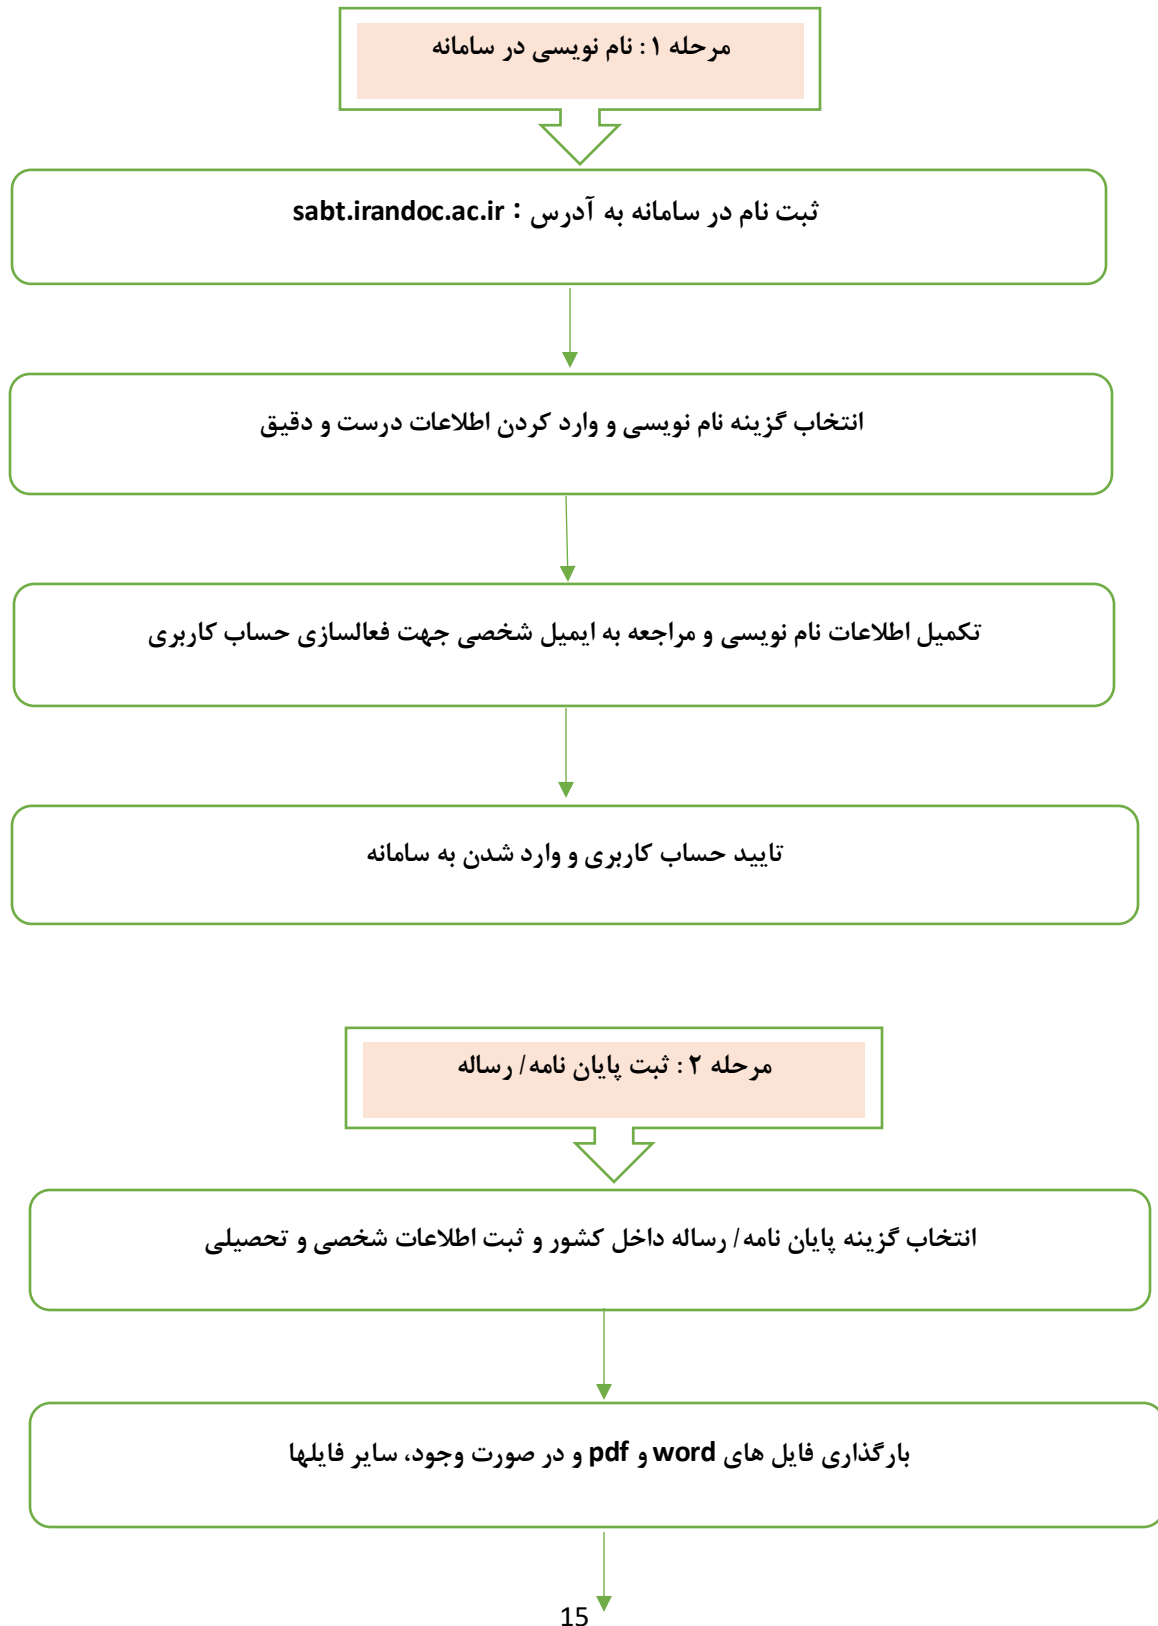 مرحله ۱: نام نویسی در سامانه
ثبت نام در سامانه به آدرس : sabt.irandoc.ac.ir
انتخاب گزینه نام نویسی و وارد کردن اطلاعات درست و دقیق
تکمیل اطلاعات نام نویسی و مراجعه به ایمیل شخصی جهت فعالسازی حساب کاربری
تایید حساب کاربری و وارد شدن به سامانه
مرحله ۲: ثبت پایان نامه/ رساله
انتخاب گزینه پایان نامه/ رساله داخل کشور و ثبت اطلاعات شخصی و تحصیلی
بارگذاری فایل های word و pdf و در صورت وجود، سایر فایلها
15